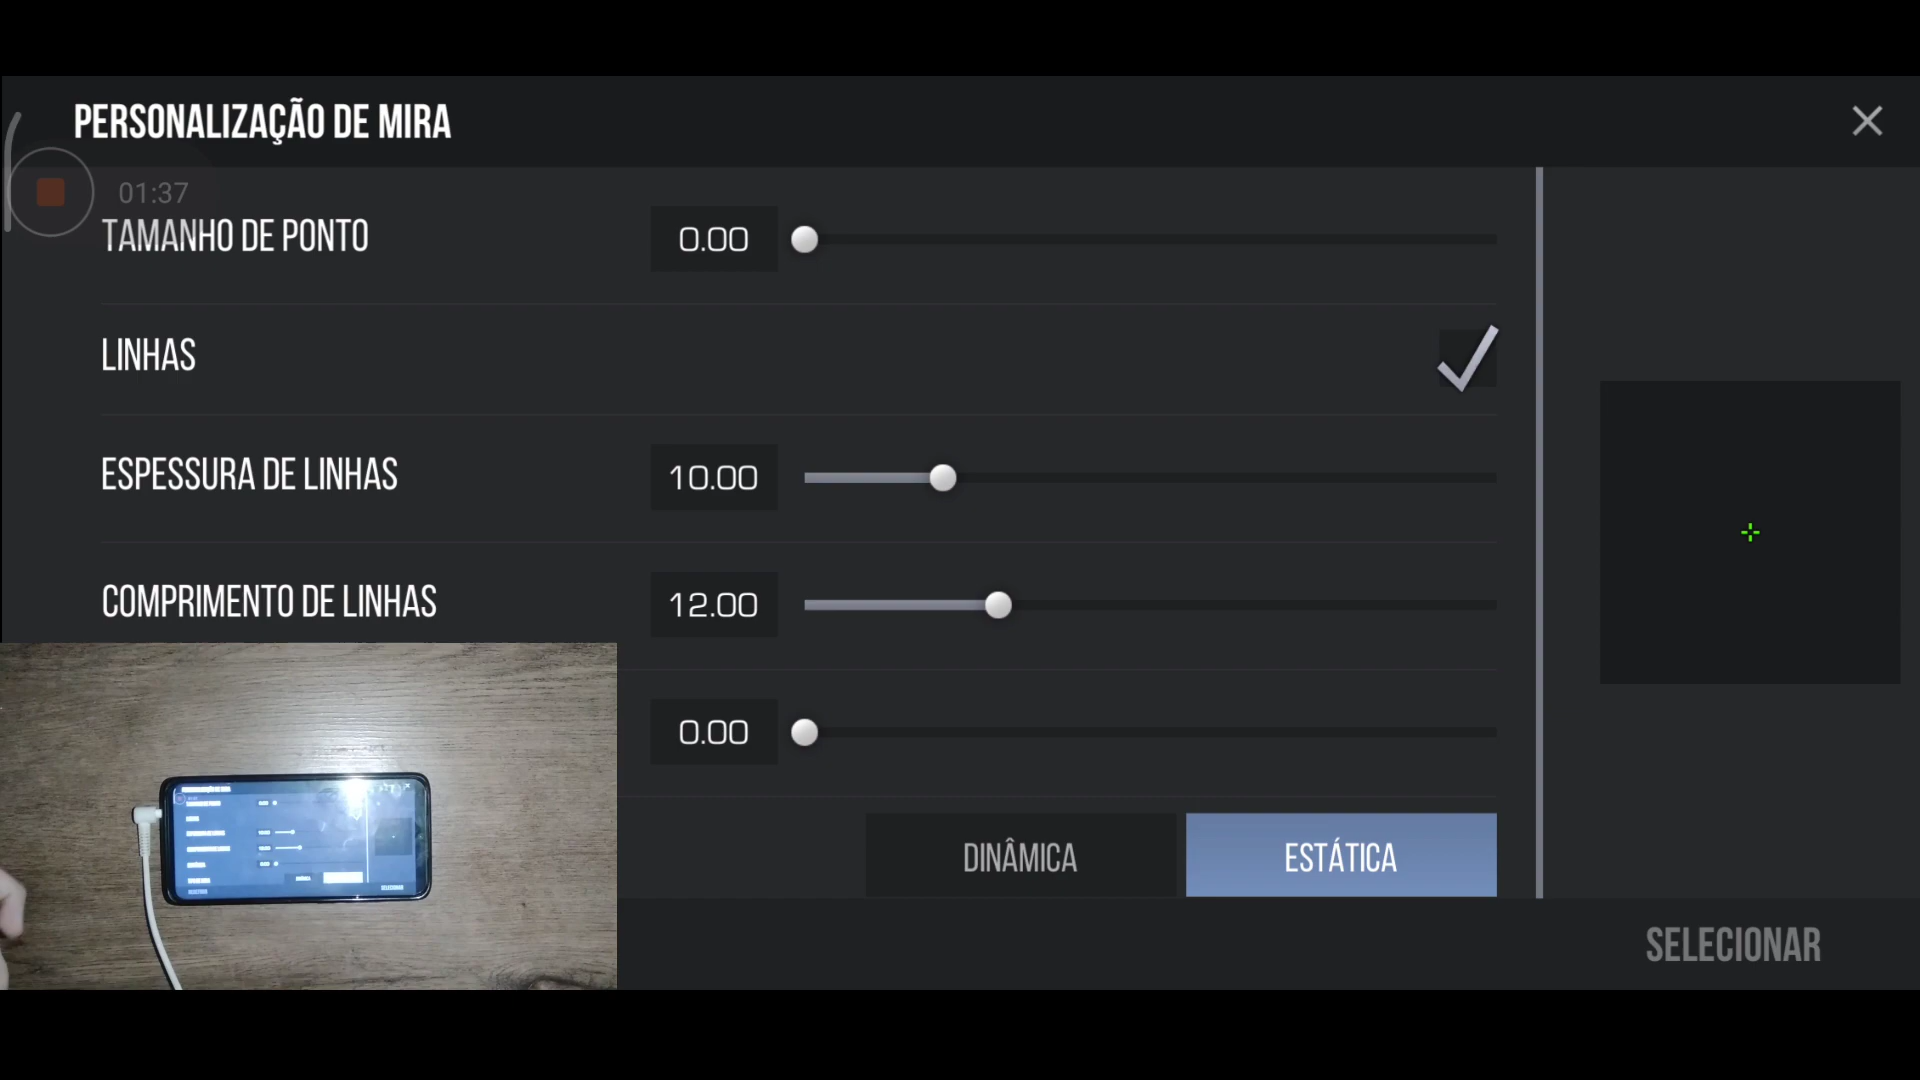 PERSONALIZAÇÃO DE MIRA
01:37
TAMANHO DE PONTO
0.00
LINHAS
ESPESSURA DE LINHAS
10.00
COMPRIMENTO DE LINHAS
12.00
0.00
DINÂMICA
ESTÁTICA
SELECIONAR